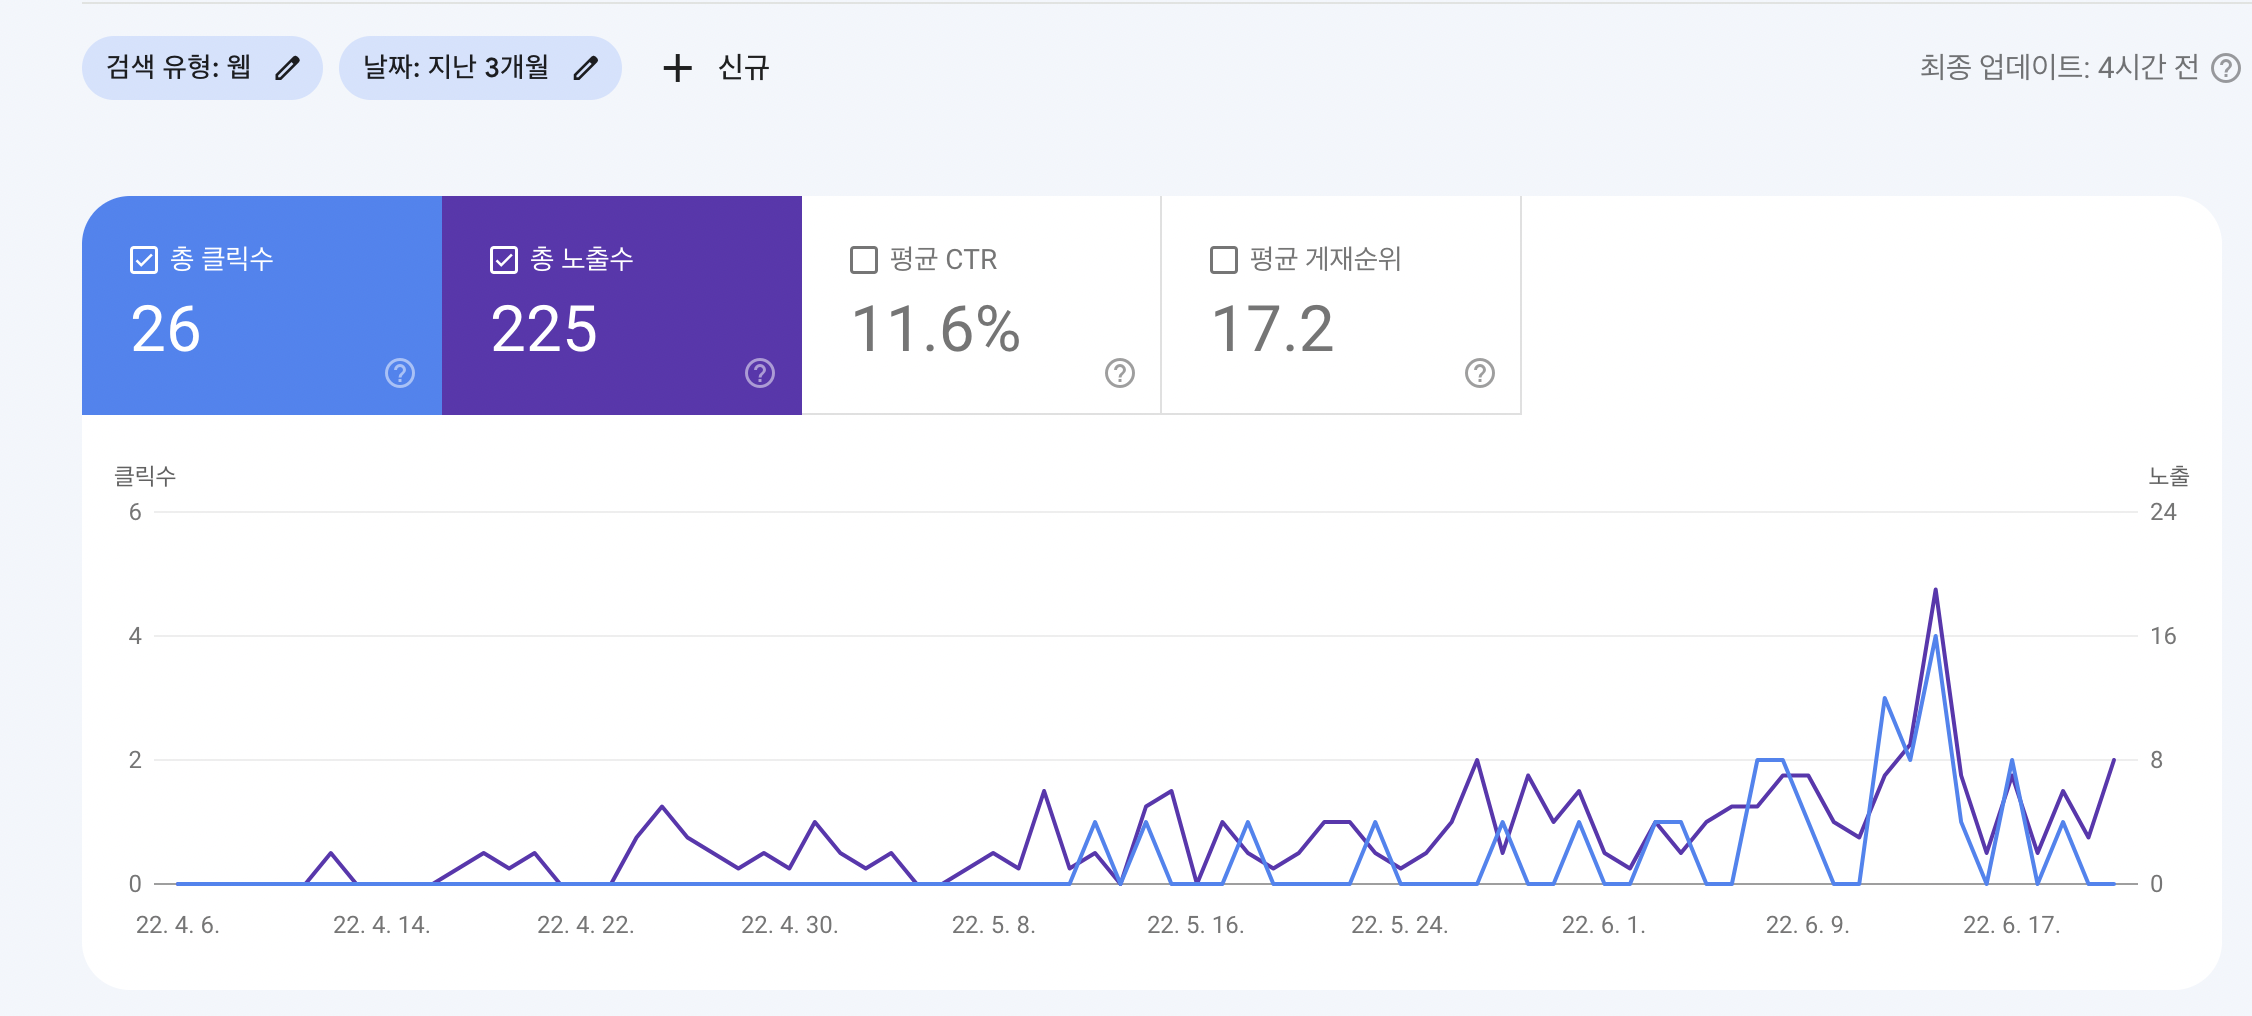 검색 유형: 웹
날짜: 지난 3개월
신규
최종 업데이트: 4시간 전
총 클릭수
26
총 노출수
225
평균 CTR
11.6%
평균 게재순위
17.2
클릭수
노출
6
24
4
16
2
8
0
0
22. 4. 6.
22. 4. 14.
22. 4. 22.
22. 4. 30.
22. 5. 8.
22. 5. 16.
22. 5. 24.
22. 6. 1.
22. 6. 9.
22. 6. 17.